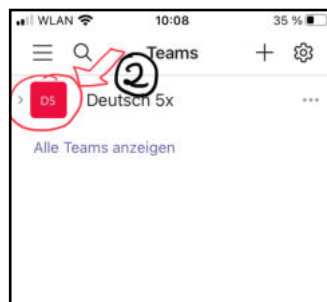 WLAN 10:08 35 %
Teams
2
D5 Deutsch 5x
Alle Teams anzeigen